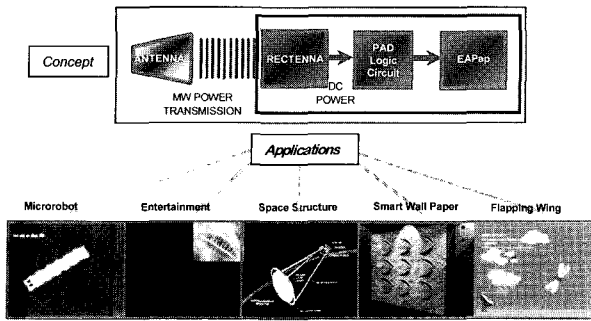 Concept
ANTENNA
MW POWER
TRANSMISSION
RECTENNA
DC
POWER
PAD
Logic
Circuit
EAPap
Applications
Microrobot Entertainment Space Structure Smart Wall Paper Flapping Wing